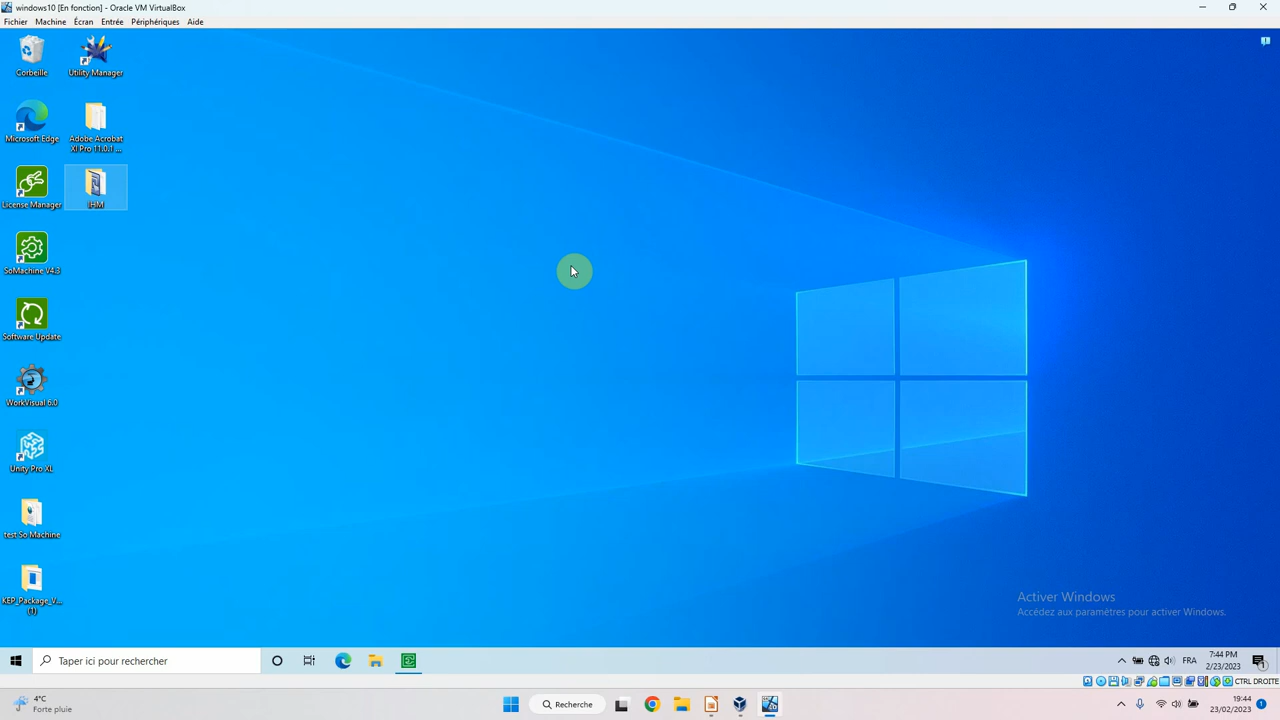 windows10 [En fonction] - Oracle VM VirtualBox
Fichier Machine Écran Entrée Périphériques Aide
Corbeille
Utility Manager
Microsoft Edge
Adobe Acrobat
XI Pro 11.0.1 ...
License Manager
IHM
SoMachine V4.3
Software Update
WorkVisual 6.0
Unity Pro XL
test So Machine
KEP_Package_V...
(1)
Activer Windows
Accédez aux paramètres pour activer Windows.
Taper ici pour rechercher
FRA
7:44 PM
2/23/2023
1
CTRL DROITE
4°C
Forte pluie
Recherche
19:44
23/02/2023
1